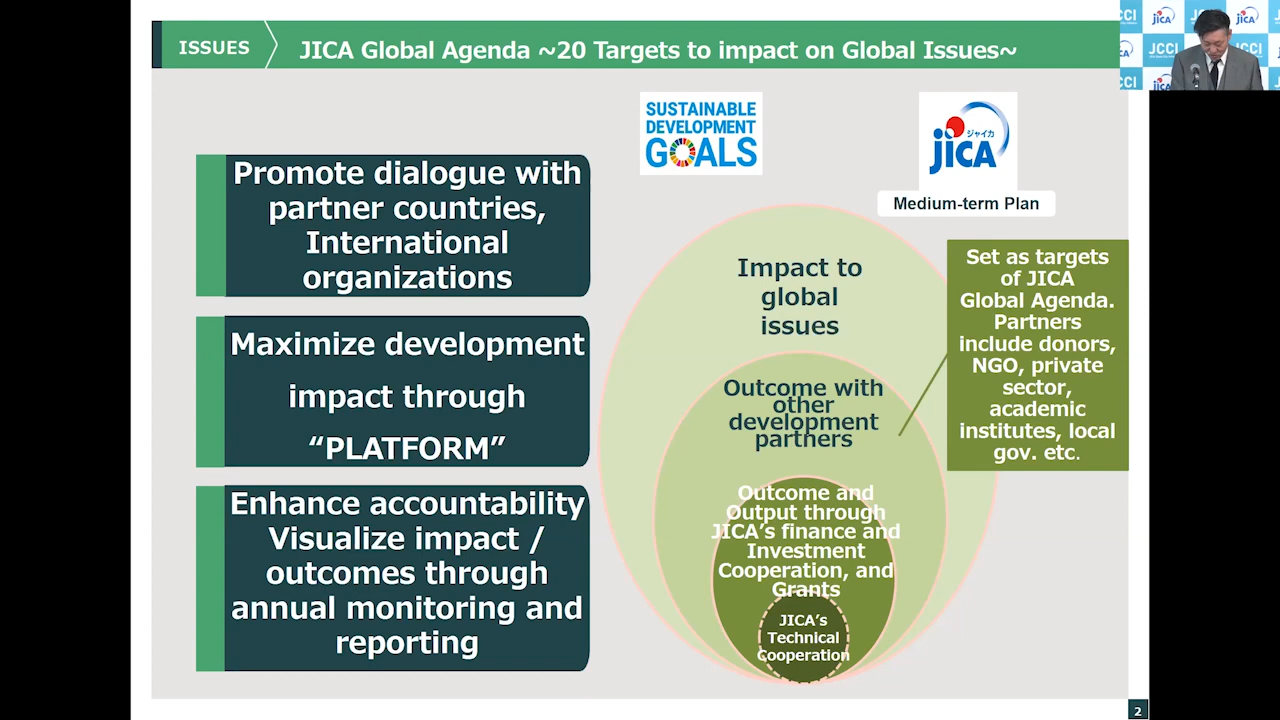 ISSUES
JICA Global Agenda ~20 Targets to impact on Global Issues~
JICA
JCCI
Promote dialogue with
partner countries,
International
organizations
Maximize development
impact through
“PLATFORM”
Enhance accountability
Visualize impact /
outcomes through
annual monitoring and
reporting
SUSTAINABLE
DEVELOPMENT
GOALS
ジャイカ
JICA
Medium-term Plan
Impact to
global
issues
Outcome with
other
development
partners
Outcome and
Output through
JICA’s finance and
Investment
Cooperation, and
Grants
JICA’s
Technical
Cooperation
Set as targets
of JICA
Global Agenda.
Partners
include donors,
NGO, private
sector,
academic
institutes, local
gov. etc.
2